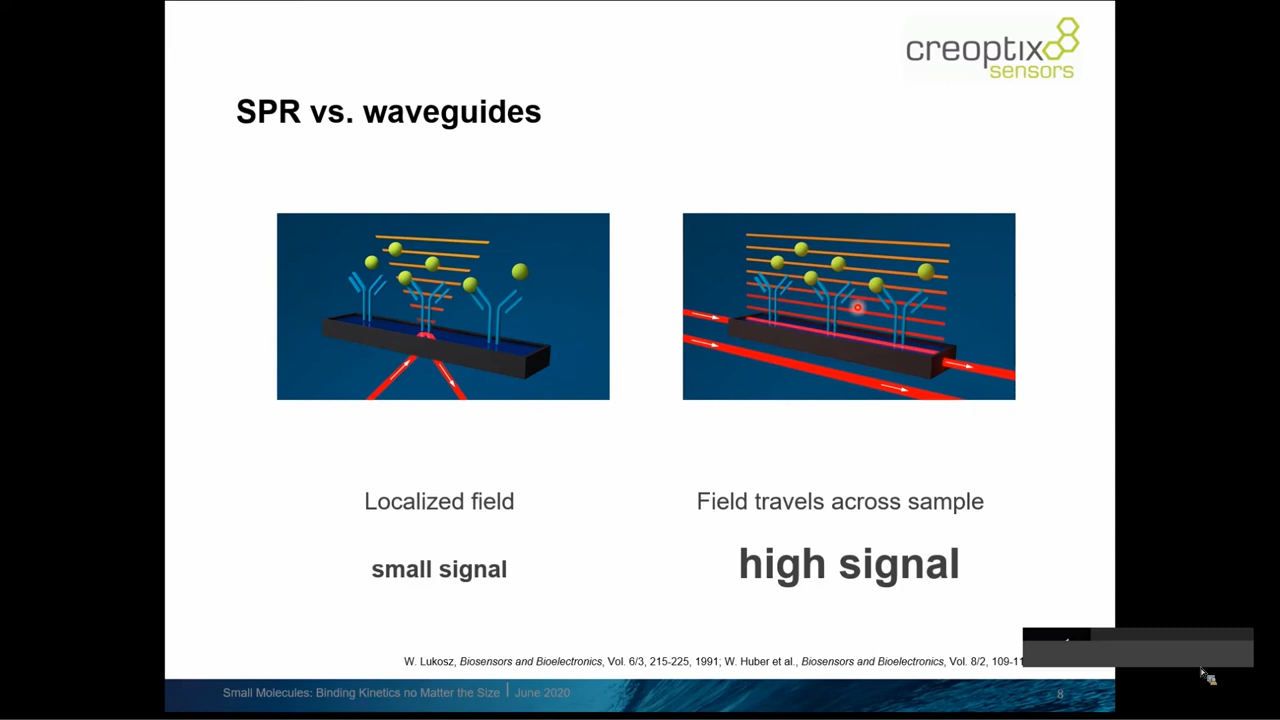 creoptix
sensors
SPR vs. waveguides
Localized field
Field travels across sample
small signal
high signal
W. Lukosz, Biosensors and Bioelectronics, Vol. 6/3, 215-225, 1991; W. Huber et al., Biosensors and Bioelectronics, Vol. 8/2,
Small Molecules: Binding Kinetics no Matter the Size | June 2020
8